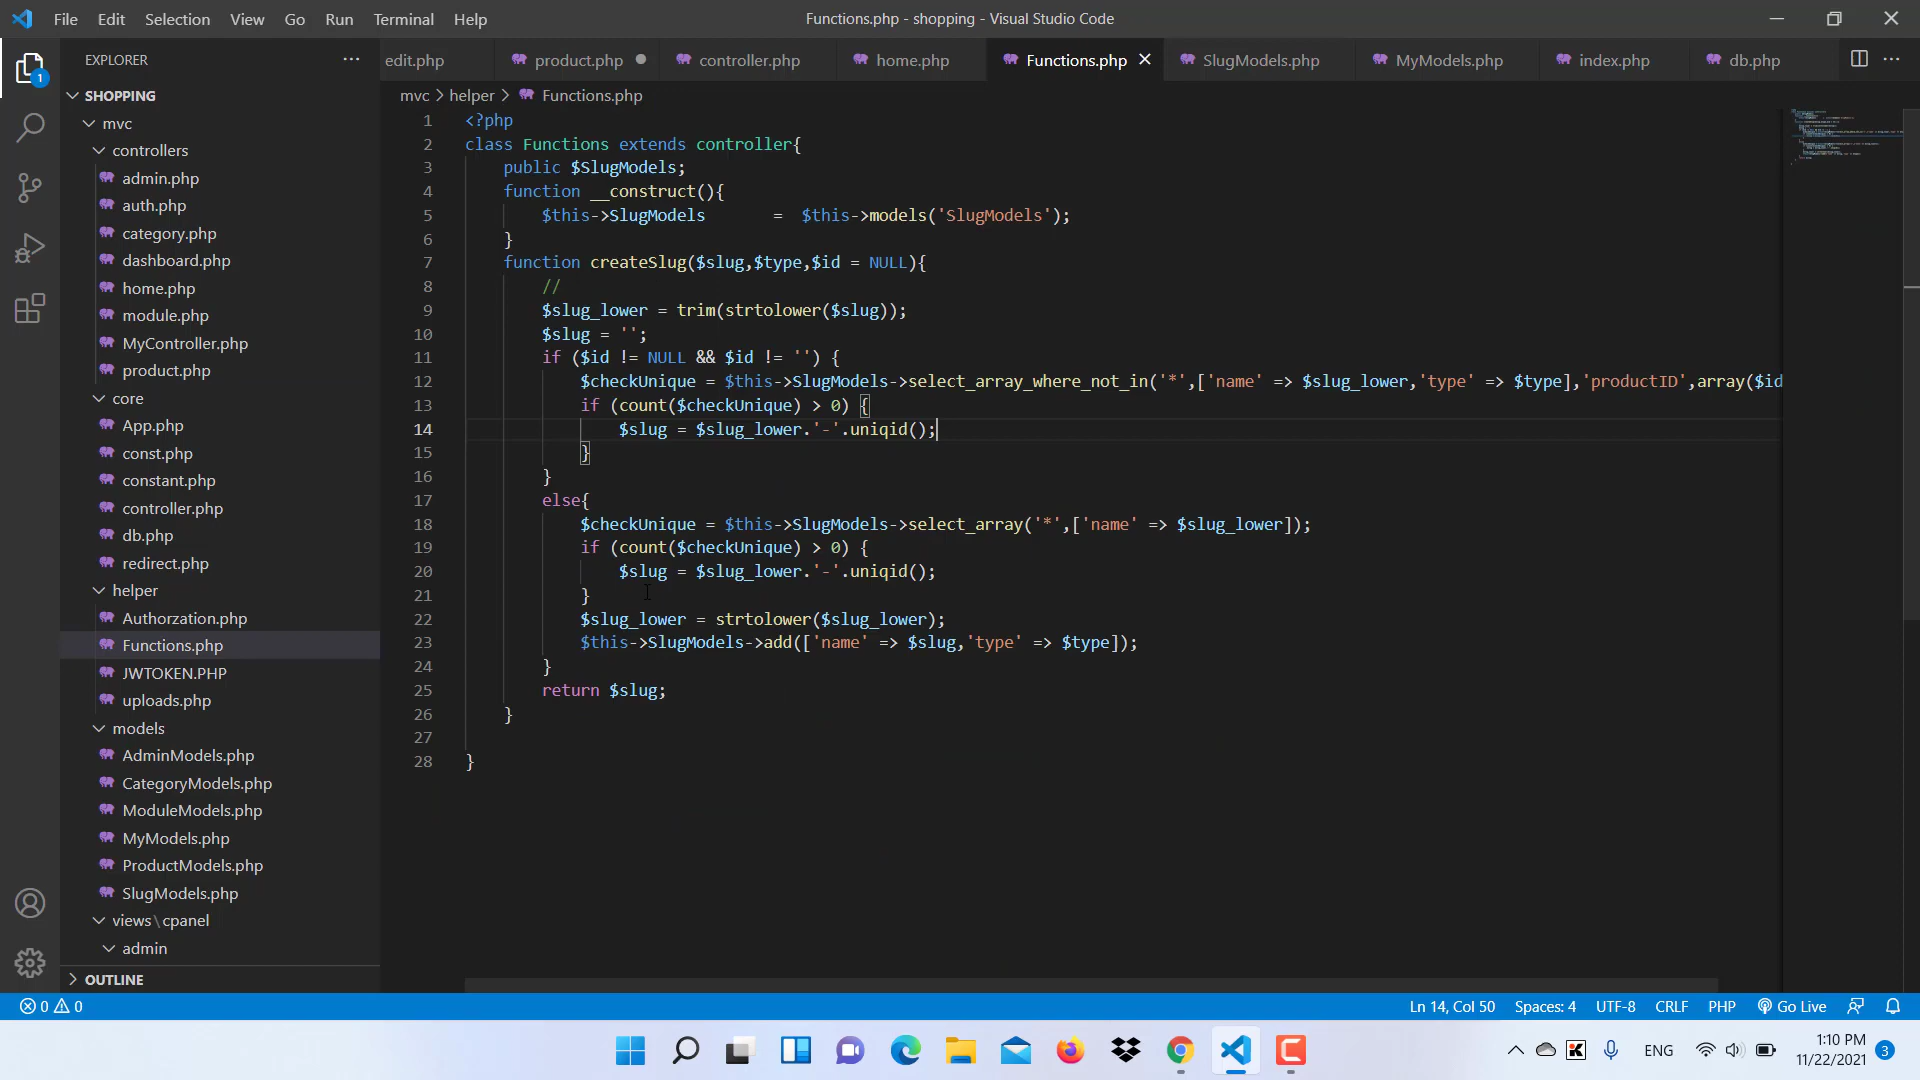 File Edit Selection View Go Run Terminal Help
Functions.php - shopping - Visual Studio Code
EXPLORER
edit.php product.php controller.php home.php Functions.php SlugModels.php MyModels.php index.php db.php
mvc > helper > Functions.php
SHOPPING
mvc
controllers
admin.php
auth.php
category.php
dashboard.php
home.php
module.php
MyController.php
product.php
core
App.php
const.php
constant.php
controller.php
db.php
redirect.php
helper
Authorzation.php
Functions.php
JWTOKEN.PHP
uploads.php
models
AdminModels.php
CategoryModels.php
ModuleModels.php
MyModels.php
ProductModels.php
SlugModels.php
views\cpanel
admin
OUTLINE
1 <?php
2 class Functions extends controller{
3 public $SlugModels;
4 function __construct(){
5 $this->SlugModels = $this->models('SlugModels');
6 }
7 function createSlug($slug,$type,$id = NULL){
8 //
9 $slug_lower = trim(strtolower($slug));
10 $slug = '';
11 if ($id != NULL && $id != '') {
12 $checkUnique = $this->SlugModels->select_array_where_not_in('*',['name' => $slug_lower,'type' => $type],'productID',array($id
13 if (count($checkUnique) > 0) {
14 $slug = $slug_lower.'-'.uniqid();
15 }
16 }
17 else{
18 $checkUnique = $this->SlugModels->select_array('*',['name' => $slug_lower]);
19 if (count($checkUnique) > 0) {
20 $slug = $slug_lower.'-'.uniqid();
21 }
22 $slug_lower = strtolower($slug_lower);
23 $this->SlugModels->add(['name' => $slug,'type' => $type]);
24 }
25 return $slug;
26 }
27
28 }
1
0 0
Ln 14, Col 50 Spaces: 4 UTF-8 CRLF PHP Go Live
ENG
1:10 PM
11/22/2021
3